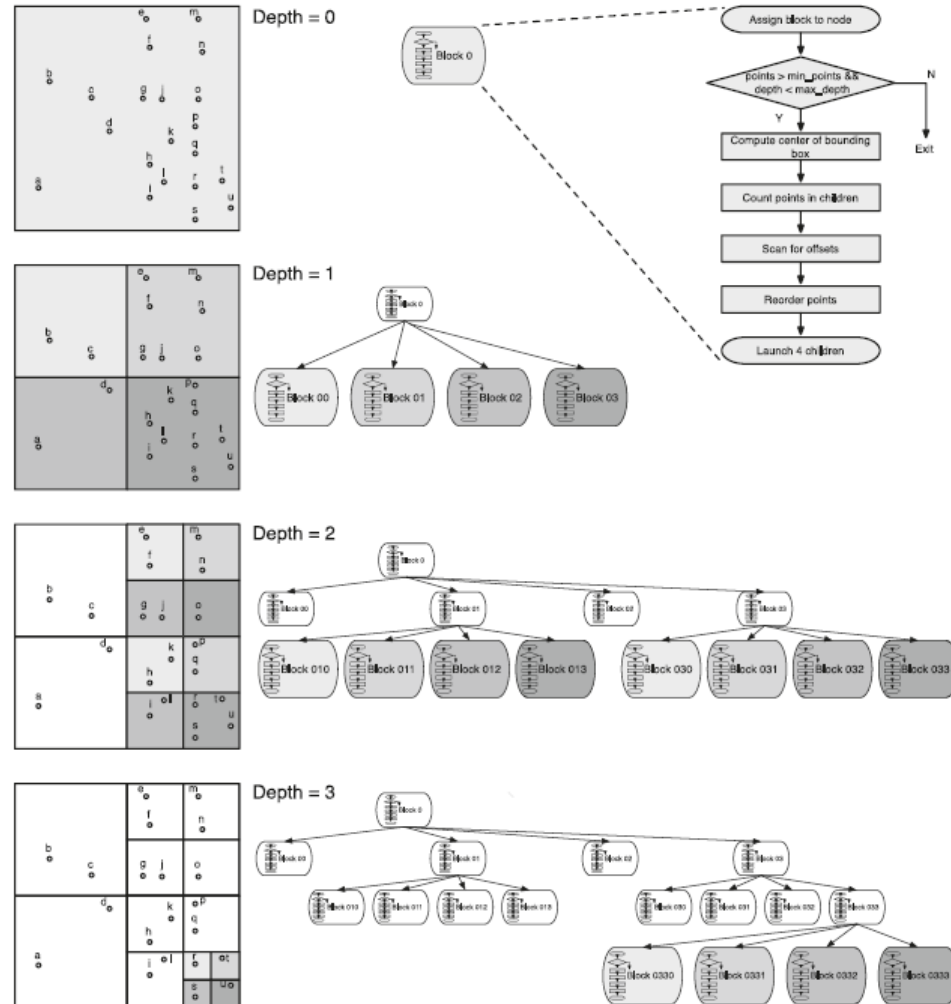 Depth = 0
e m
f n
b
c g j o
d p
k q
h
a l r t
i u
s
Block 0
Assign block to node
points > min_points &&
depth < max_depth
N
Y
Exit
Compute center of bounding
box
Count points in children
Scan for offsets
Reorder points
Launch 4 children
Depth = 1
e m
f n
b
c g j o
d k p
q
h
a l r t
i u
s
Block 0
Block 00 Block 01 Block 02 Block 03
Depth = 2
e m
f n
b
c g j o
d k p
q
h
a i l r t
u
s
Block 0
Block 00 Block 01 Block 02 Block 03
Block 010 Block 011 Block 012 Block 013 Block 030 Block 031 Block 032 Block 033
Depth = 3
e m
f n
b
c g j o
d k p
q
h
a i l r t
s u
Block 0
Block 00 Block 01 Block 02 Block 03
Block 010 Block 011 Block 012 Block 013 Block 030 Block 031 Block 032 Block 033
Block 0330 Block 0331 Block 0332 Block 0333